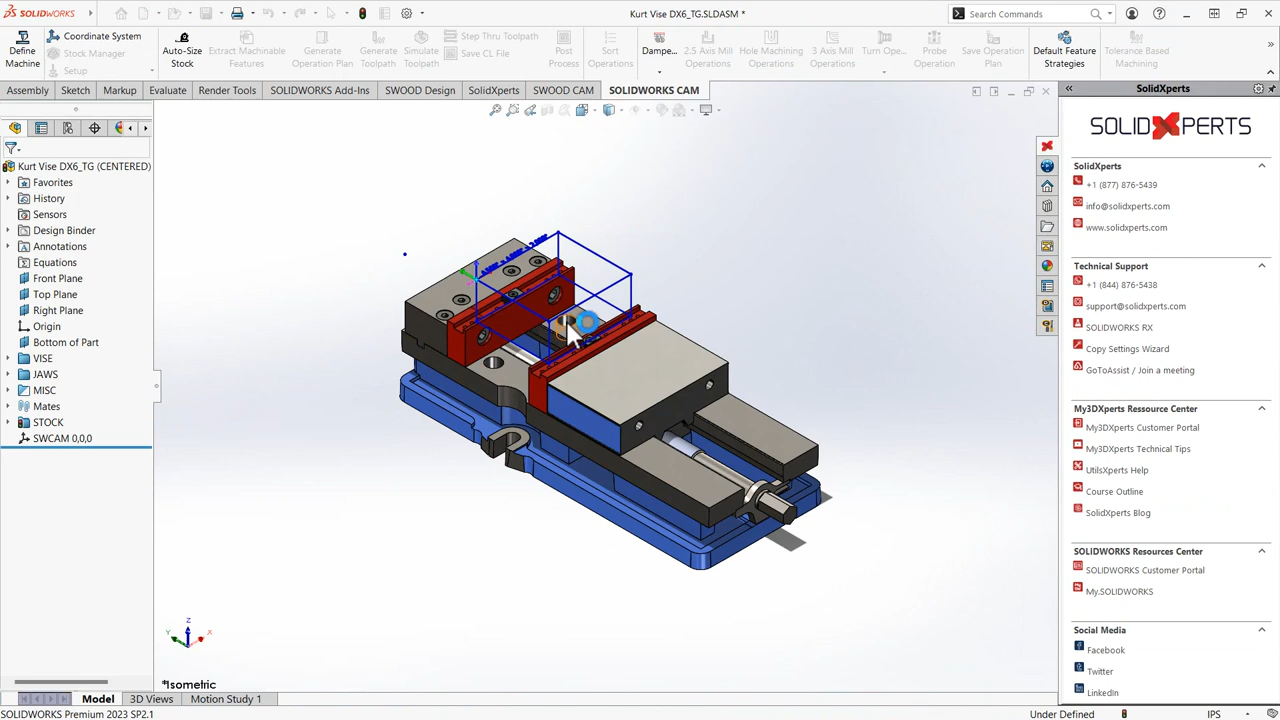 SOLIDWORKS
Kurt Vise DX6_TG.SLDASM *
Search Commands
Define Machine
Coordinate System
Stock Manager
Setup
Auto-Size Stock
Extract Machinable Features
Generate Operation Plan
Generate Toolpath
Simulate Toolpath
Step Thru Toolpath
Save CL File
Post Process
Sort Operations
Dampe...
2.5 Axis Mill Operations
Hole Machining Operations
3 Axis Mill Operations
Turn Ope...
Probe Operation
Save Operation Plan
Default Feature Strategies
Tolerance Based Machining
Assembly
Sketch
Markup
Evaluate
Render Tools
SOLIDWORKS Add-Ins
SWOOD Design
SolidXperts
SWOOD CAM
SOLIDWORKS CAM
Kurt Vise DX6_TG (CENTERED)
Favorites
History
Sensors
Design Binder
Annotations
Equations
Front Plane
Top Plane
Right Plane
Origin
Bottom of Part
VISE
JAWS
MISC
Mates
STOCK
SWCAM 0,0,0
Z
Y
X
*Isometric
Model
3D Views
Motion Study 1
SOLIDWORKS Premium 2023 SP2.1
Under Defined
IPS
SolidXperts
SOLIDXPERTS
SolidXperts
+1 (877) 876-5439
info@solidxperts.com
www.solidxperts.com
Technical Support
+1 (844) 876-5438
support@solidxperts.com
SOLIDWORKS RX
Copy Settings Wizard
GoToAssist / Join a meeting
My3DXperts Ressource Center
My3DXperts Customer Portal
My3DXperts Technical Tips
UtilsXperts Help
Course Outline
SolidXperts Blog
SOLIDWORKS Resources Center
SOLIDWORKS Customer Portal
My.SOLIDWORKS
Social Media
Facebook
Twitter
LinkedIn